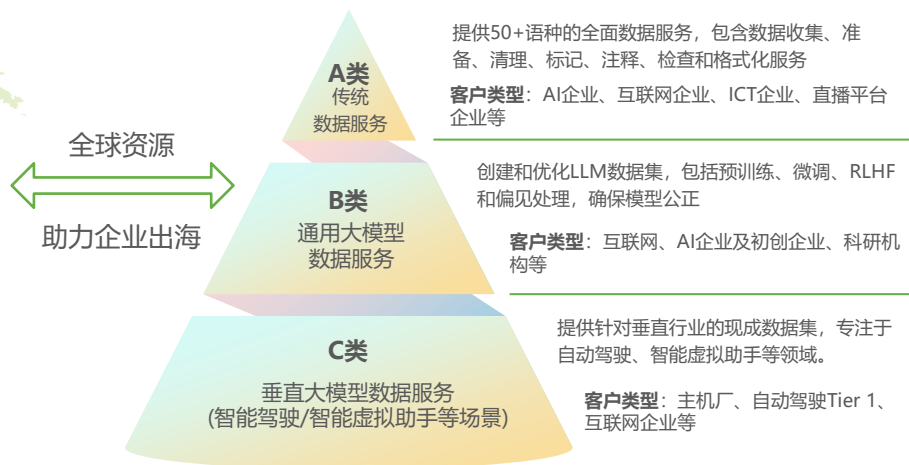 全球资源
助力企业出海
A类
传统
数据服务
提供50+语种的全面数据服务，包含数据收集、准
备、清理、标记、注释、检查和格式化服务
客户类型：AI企业、互联网企业、ICT企业、直播平台
企业等
B类
通用大模型
数据服务
创建和优化LLM数据集，包括预训练、微调、RLHF
和偏见处理，确保模型公正
客户类型：互联网、AI企业及初创企业、科研机
构等
C类
垂直大模型数据服务
(智能驾驶/智能虚拟助手等场景)
提供针对垂直行业的现成数据集，专注于
自动驾驶、智能虚拟助手等领域。
客户类型：主机厂、自动驾驶Tier 1、
互联网企业等